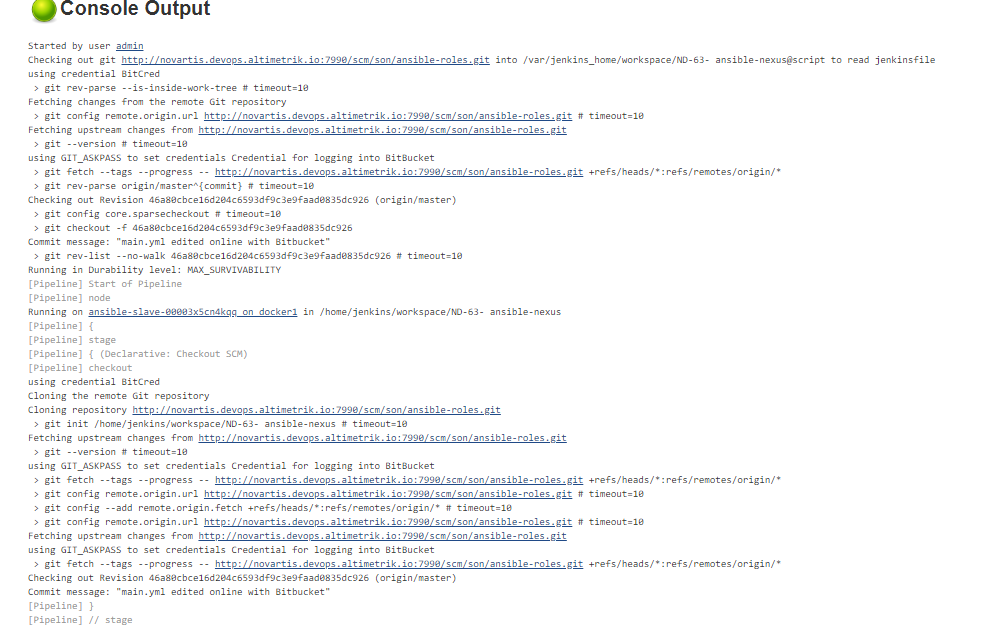 Console Output
Started by user admin
Checking out git http://novartis.devops.altimetrik.io:7990/scm/son/ansible-roles.git into /var/jenkins_home/workspace/ND-63- ansible-nexus@script to read jenkinsfile
using credential BitCred
> git rev-parse --is-inside-work-tree # timeout=10
Fetching changes from the remote Git repository
> git config remote.origin.url http://novartis.devops.altimetrik.io:7990/scm/son/ansible-roles.git # timeout=10
Fetching upstream changes from http://novartis.devops.altimetrik.io:7990/scm/son/ansible-roles.git
> git --version # timeout=10
using GIT_ASKPASS to set credentials Credential for logging into BitBucket
> git fetch --tags --progress -- http://novartis.devops.altimetrik.io:7990/scm/son/ansible-roles.git +refs/heads/*:refs/remotes/origin/*
> git rev-parse origin/master^{commit} # timeout=10
Checking out Revision 46a80cbce16d204c6593df9c3e9faad0835dc926 (origin/master)
> git config core.sparsecheckout # timeout=10
> git checkout -f 46a80cbce16d204c6593df9c3e9faad0835dc926
Commit message: "main.yml edited online with Bitbucket"
> git rev-list --no-walk 46a80cbce16d204c6593df9c3e9faad0835dc926 # timeout=10
Running in Durability level: MAX_SURVIVABILITY
[Pipeline] Start of Pipeline
[Pipeline] node
Running on ansible-slave-00003x5cn4kqq on docker1 in /home/jenkins/workspace/ND-63- ansible-nexus
[Pipeline] {
[Pipeline] stage
[Pipeline] { (Declarative: Checkout SCM)
[Pipeline] checkout
using credential BitCred
Cloning the remote Git repository
Cloning repository http://novartis.devops.altimetrik.io:7990/scm/son/ansible-roles.git
> git init /home/jenkins/workspace/ND-63- ansible-nexus # timeout=10
Fetching upstream changes from http://novartis.devops.altimetrik.io:7990/scm/son/ansible-roles.git
> git --version # timeout=10
using GIT_ASKPASS to set credentials Credential for logging into BitBucket
> git fetch --tags --progress -- http://novartis.devops.altimetrik.io:7990/scm/son/ansible-roles.git +refs/heads/*:refs/remotes/origin/*
> git config remote.origin.url http://novartis.devops.altimetrik.io:7990/scm/son/ansible-roles.git # timeout=10
> git config --add remote.origin.fetch +refs/heads/*:refs/remotes/origin/* # timeout=10
> git config remote.origin.url http://novartis.devops.altimetrik.io:7990/scm/son/ansible-roles.git # timeout=10
Fetching upstream changes from http://novartis.devops.altimetrik.io:7990/scm/son/ansible-roles.git
using GIT_ASKPASS to set credentials Credential for logging into BitBucket
> git fetch --tags --progress -- http://novartis.devops.altimetrik.io:7990/scm/son/ansible-roles.git +refs/heads/*:refs/remotes/origin/*
Checking out Revision 46a80cbce16d204c6593df9c3e9faad0835dc926 (origin/master)
Commit message: "main.yml edited online with Bitbucket"
[Pipeline] }
[Pipeline] // stage